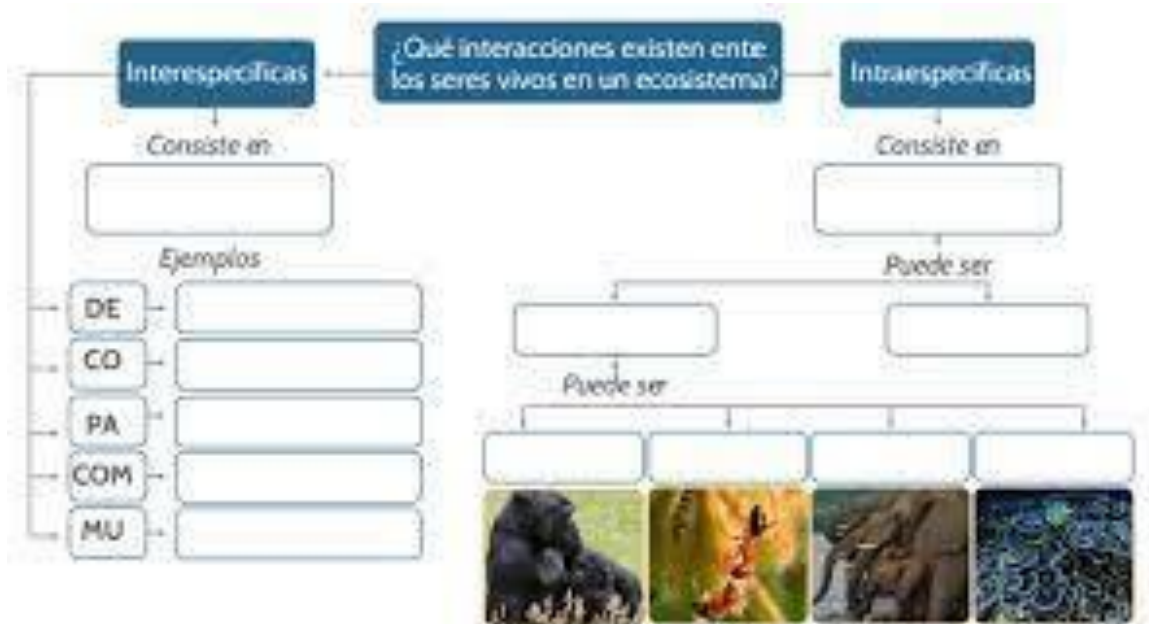 ¿Qué interacciones existen ente
los seres vivos en un ecosistema?
Interespecíficas
Intraespecíficas
Consiste en
Consiste en
Ejemplos
Puede ser
DE
CO
PA
COM
MU
Puede ser